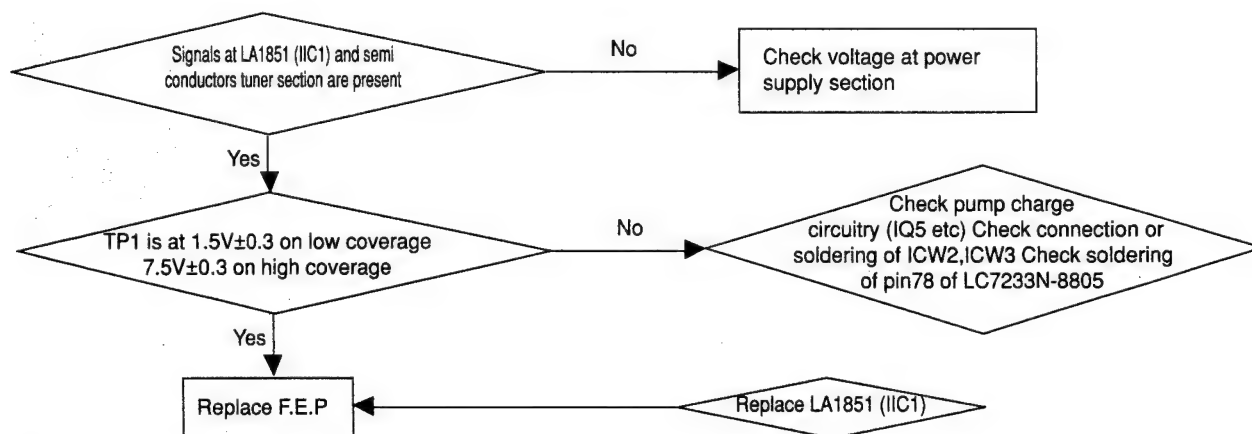 Signals at LA1851 (IIC1) and semi
conductors tuner section are present
No
Check voltage at power
supply section
Yes
TP1 is at 1.5V±0.3 on low coverage
7.5V±0.3 on high coverage
No
Check pump charge
circuitry (IQ5 etc) Check connection or
soldering of ICW2,ICW3 Check soldering
of pin78 of LC7233N-8805
Yes
Replace F.E.P
Replace LA1851 (IIC1)